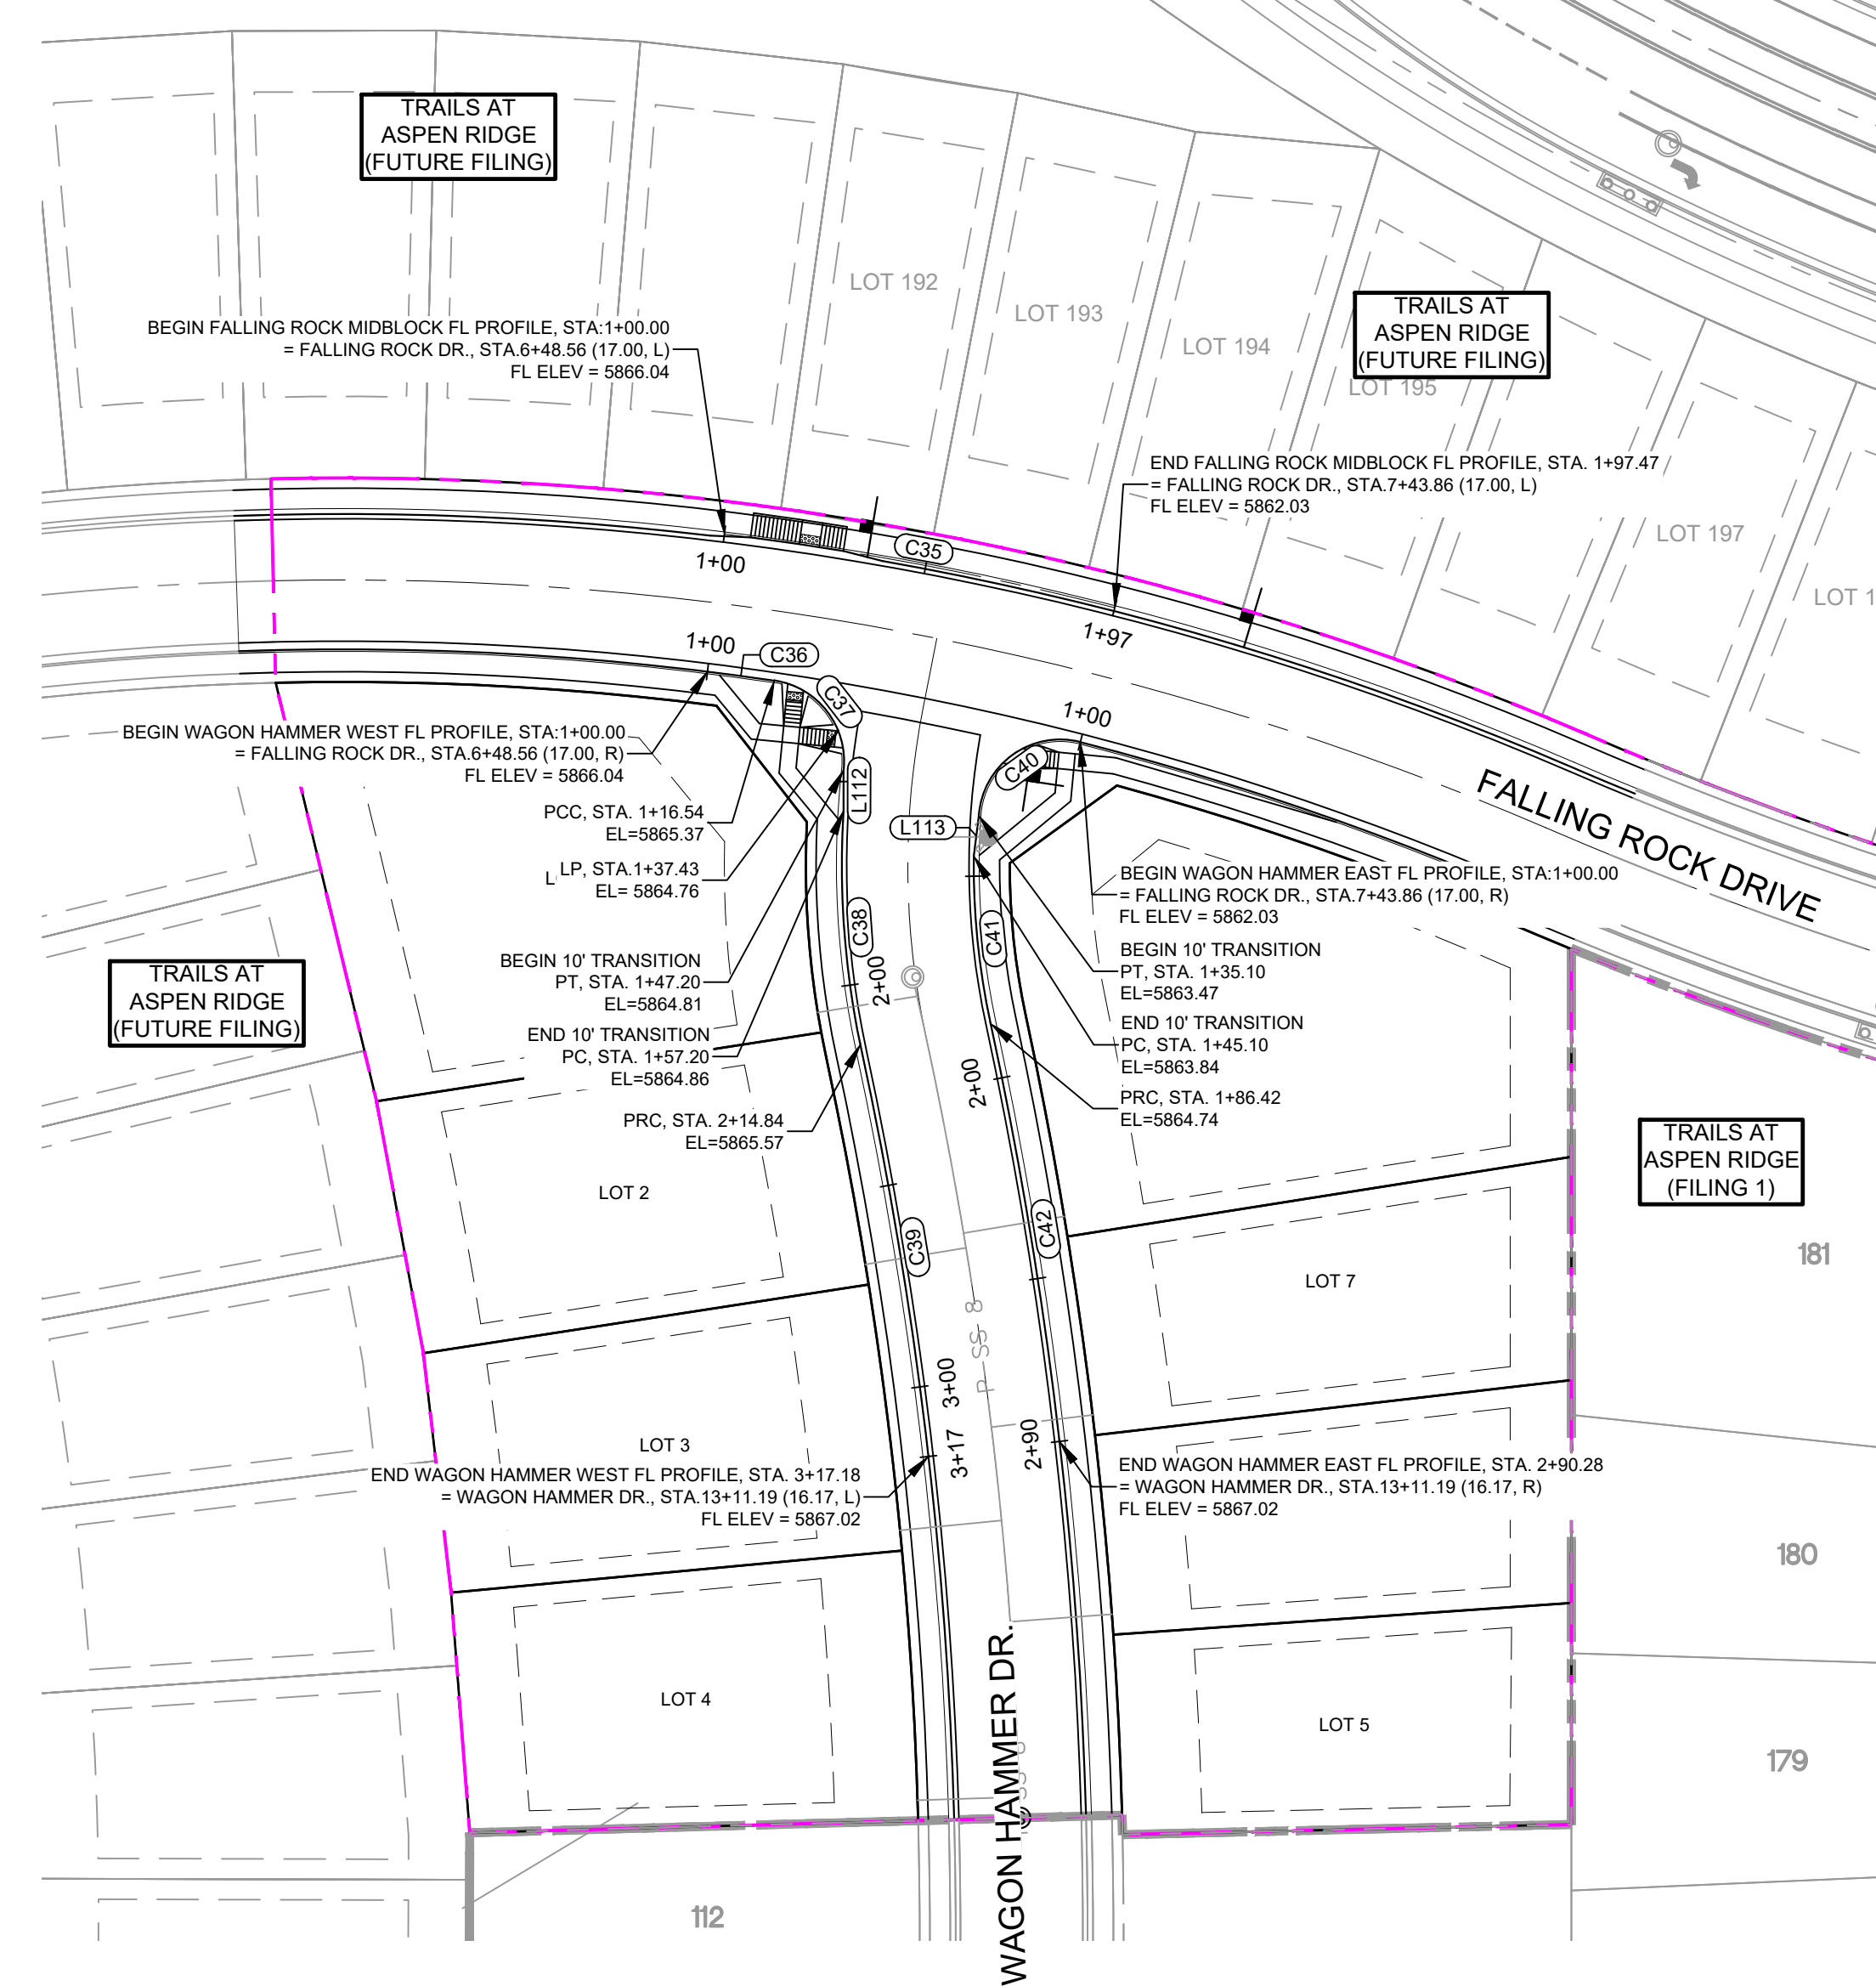 TRAILS AT
ASPEN RIDGE
(FUTURE FILING)
LOT 192
LOT 193
LOT 194
LOT 195
LOT 197
LOT 1
TRAILS AT
ASPEN RIDGE
(FUTURE FILING)
BEGIN FALLING ROCK MIDBLOCK FL PROFILE, STA:1+00.00
= FALLING ROCK DR., STA.6+48.56 (17.00, L)
FL ELEV = 5866.04
END FALLING ROCK MIDBLOCK FL PROFILE, STA. 1+97.47
= FALLING ROCK DR., STA.7+43.86 (17.00, L)
FL ELEV = 5862.03
C35
1+00
1+97
1+00
C36
C37
1+00
C40
L112
L113
FALLING ROCK DRIVE
BEGIN WAGON HAMMER WEST FL PROFILE, STA:1+00.00
= FALLING ROCK DR., STA.6+48.56 (17.00, R)
FL ELEV = 5866.04
PCC, STA. 1+16.54
EL=5865.37
LP, STA.1+37.43
EL= 5864.76
BEGIN 10' TRANSITION
PT, STA. 1+47.20
EL=5864.81
END 10' TRANSITION
PC, STA. 1+57.20
EL=5864.86
PRC, STA. 2+14.84
EL=5865.57
BEGIN WAGON HAMMER EAST FL PROFILE, STA:1+00.00
= FALLING ROCK DR., STA.7+43.86 (17.00, R)
FL ELEV = 5862.03
BEGIN 10' TRANSITION
PT, STA. 1+35.10
EL=5863.47
END 10' TRANSITION
PC, STA. 1+45.10
EL=5863.84
PRC, STA. 1+86.42
EL=5864.74
C38
C41
2+00
2+00
TRAILS AT
ASPEN RIDGE
(FUTURE FILING)
TRAILS AT
ASPEN RIDGE
(FILING 1)
LOT 2
C39
C42
LOT 7
181
P SS 8
3+00
3+17
2+90
LOT 3
END WAGON HAMMER WEST FL PROFILE, STA. 3+17.18
= WAGON HAMMER DR., STA.13+11.19 (16.17, L)
FL ELEV = 5867.02
END WAGON HAMMER EAST FL PROFILE, STA. 2+90.28
= WAGON HAMMER DR., STA.13+11.19 (16.17, R)
FL ELEV = 5867.02
180
LOT 4
LOT 5
179
WAGON HAMMER DR.
112